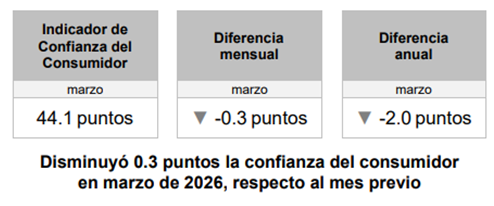 Indicador de
Confianza del
Consumidor
marzo
44.1 puntos
Diferencia
mensual
marzo
▼ -0.3 puntos
Diferencia
anual
marzo
▼ -2.0 puntos
Disminuyó 0.3 puntos la confianza del consumidor
en marzo de 2026, respecto al mes previo